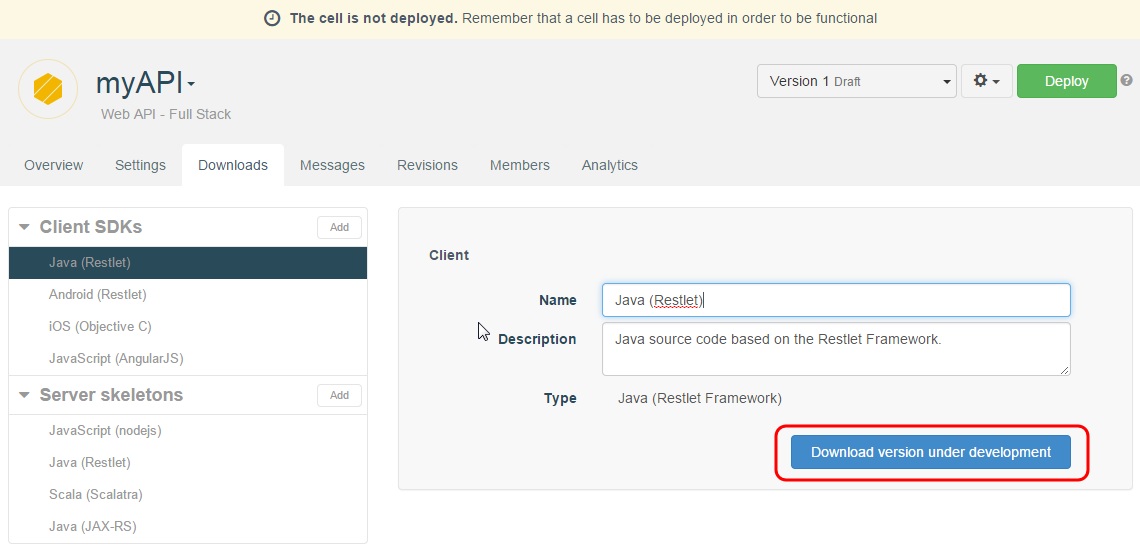 The cell is not deployed. Remember that a cell has to be deployed in order to be functional
myAPI
Web API - Full Stack
Version 1 Draft
Deploy
?
Overview Settings Downloads Messages Revisions Members Analytics
Client SDKs Add
Java (Restlet)
Android (Restlet)
iOS (Objective C)
JavaScript (AngularJS)
Server skeletons Add
JavaScript (nodejs)
Java (Restlet)
Scala (Scalatra)
Java (JAX-RS)
Client
Name Java (Restlet)
Description Java source code based on the Restlet Framework.
Type Java (Restlet Framework)
Download version under development